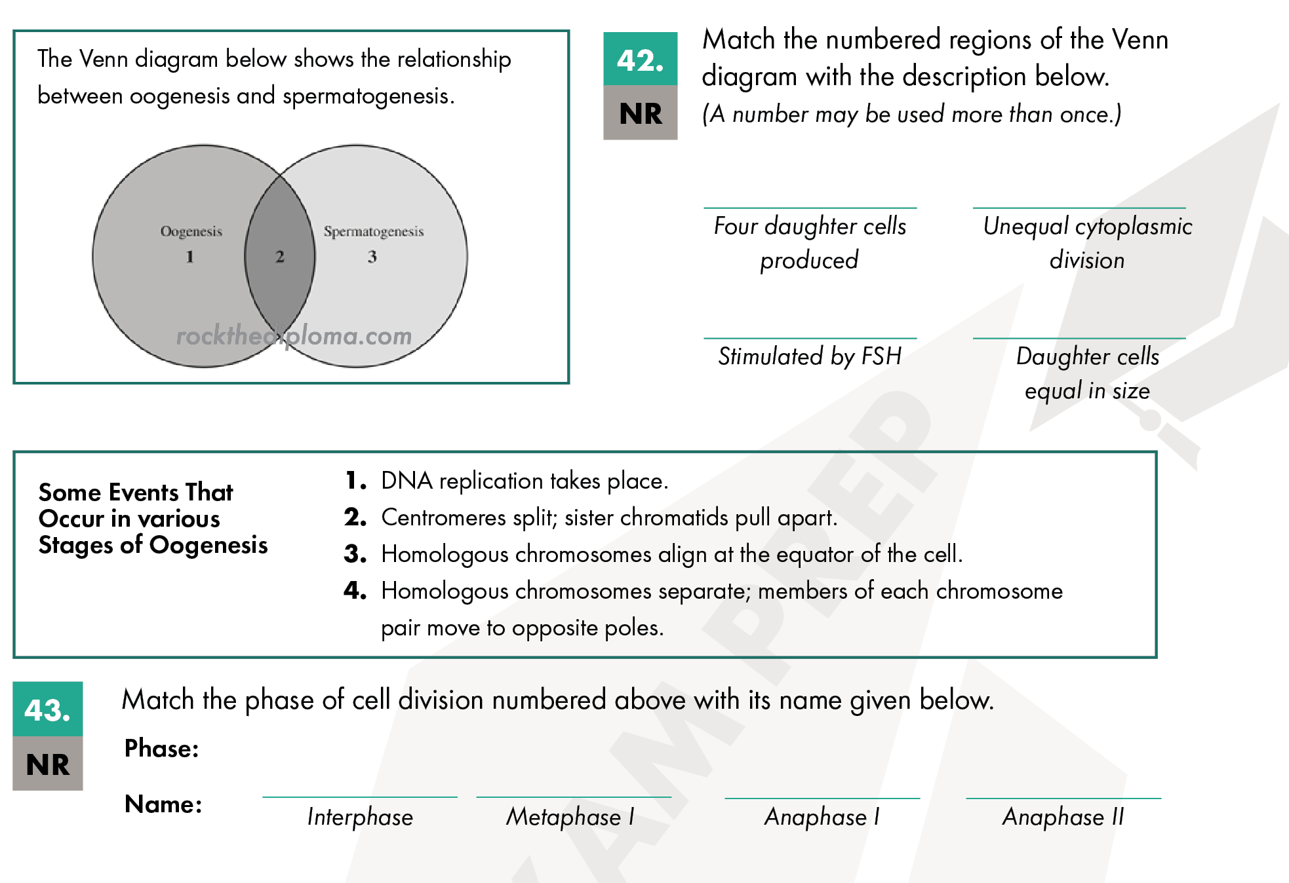 The Venn diagram below shows the relationship
between oogenesis and spermatogenesis.
Oogenesis
1
2
Spermatogenesis
3
rockthediploma.com
42.
NR
Match the numbered regions of the Venn
diagram with the description below.
(A number may be used more than once.)
Four daughter cells
produced
Unequal cytoplasmic
division
Stimulated by FSH
Daughter cells
equal in size
Some Events That
Occur in various
Stages of Oogenesis
1. DNA replication takes place.
2. Centromeres split; sister chromatids pull apart.
3. Homologous chromosomes align at the equator of the cell.
4. Homologous chromosomes separate; members of each chromosome
pair move to opposite poles.
43.
NR
Match the phase of cell division numbered above with its name given below.
Phase:
Name:
Interphase
Metaphase I
Anaphase I
Anaphase II
XAM PREP